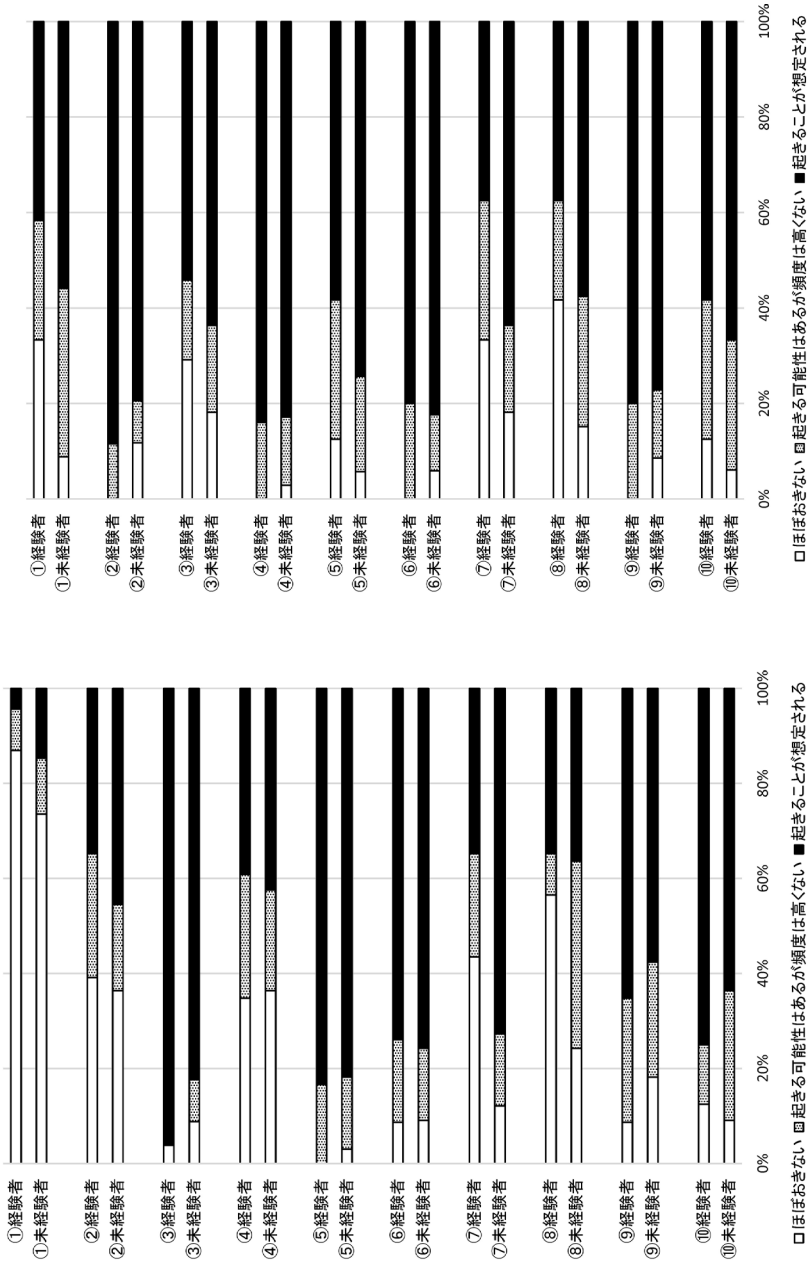 ①経験者
①未経験者
②経験者
②未経験者
③経験者
③未経験者
④経験者
④未経験者
⑤経験者
⑤未経験者
⑥経験者
⑥未経験者
⑦経験者
⑦未経験者
⑧経験者
⑧未経験者
⑨経験者
⑨未経験者
⑩経験者
⑩未経験者
0% 20% 40% 60% 80% 100%
□ほぼおきない ▩起きる可能性はあるが頻度は高くない ■起きることが想定される
①経験者
①未経験者
②経験者
②未経験者
③経験者
③未経験者
④経験者
④未経験者
⑤経験者
⑤未経験者
⑥経験者
⑥未経験者
⑦経験者
⑦未経験者
⑧経験者
⑧未経験者
⑨経験者
⑨未経験者
⑩経験者
⑩未経験者
0% 20% 40% 60% 80% 100%
□ほぼおきない ▩起きる可能性はあるが頻度は高くない ■起きることが想定される